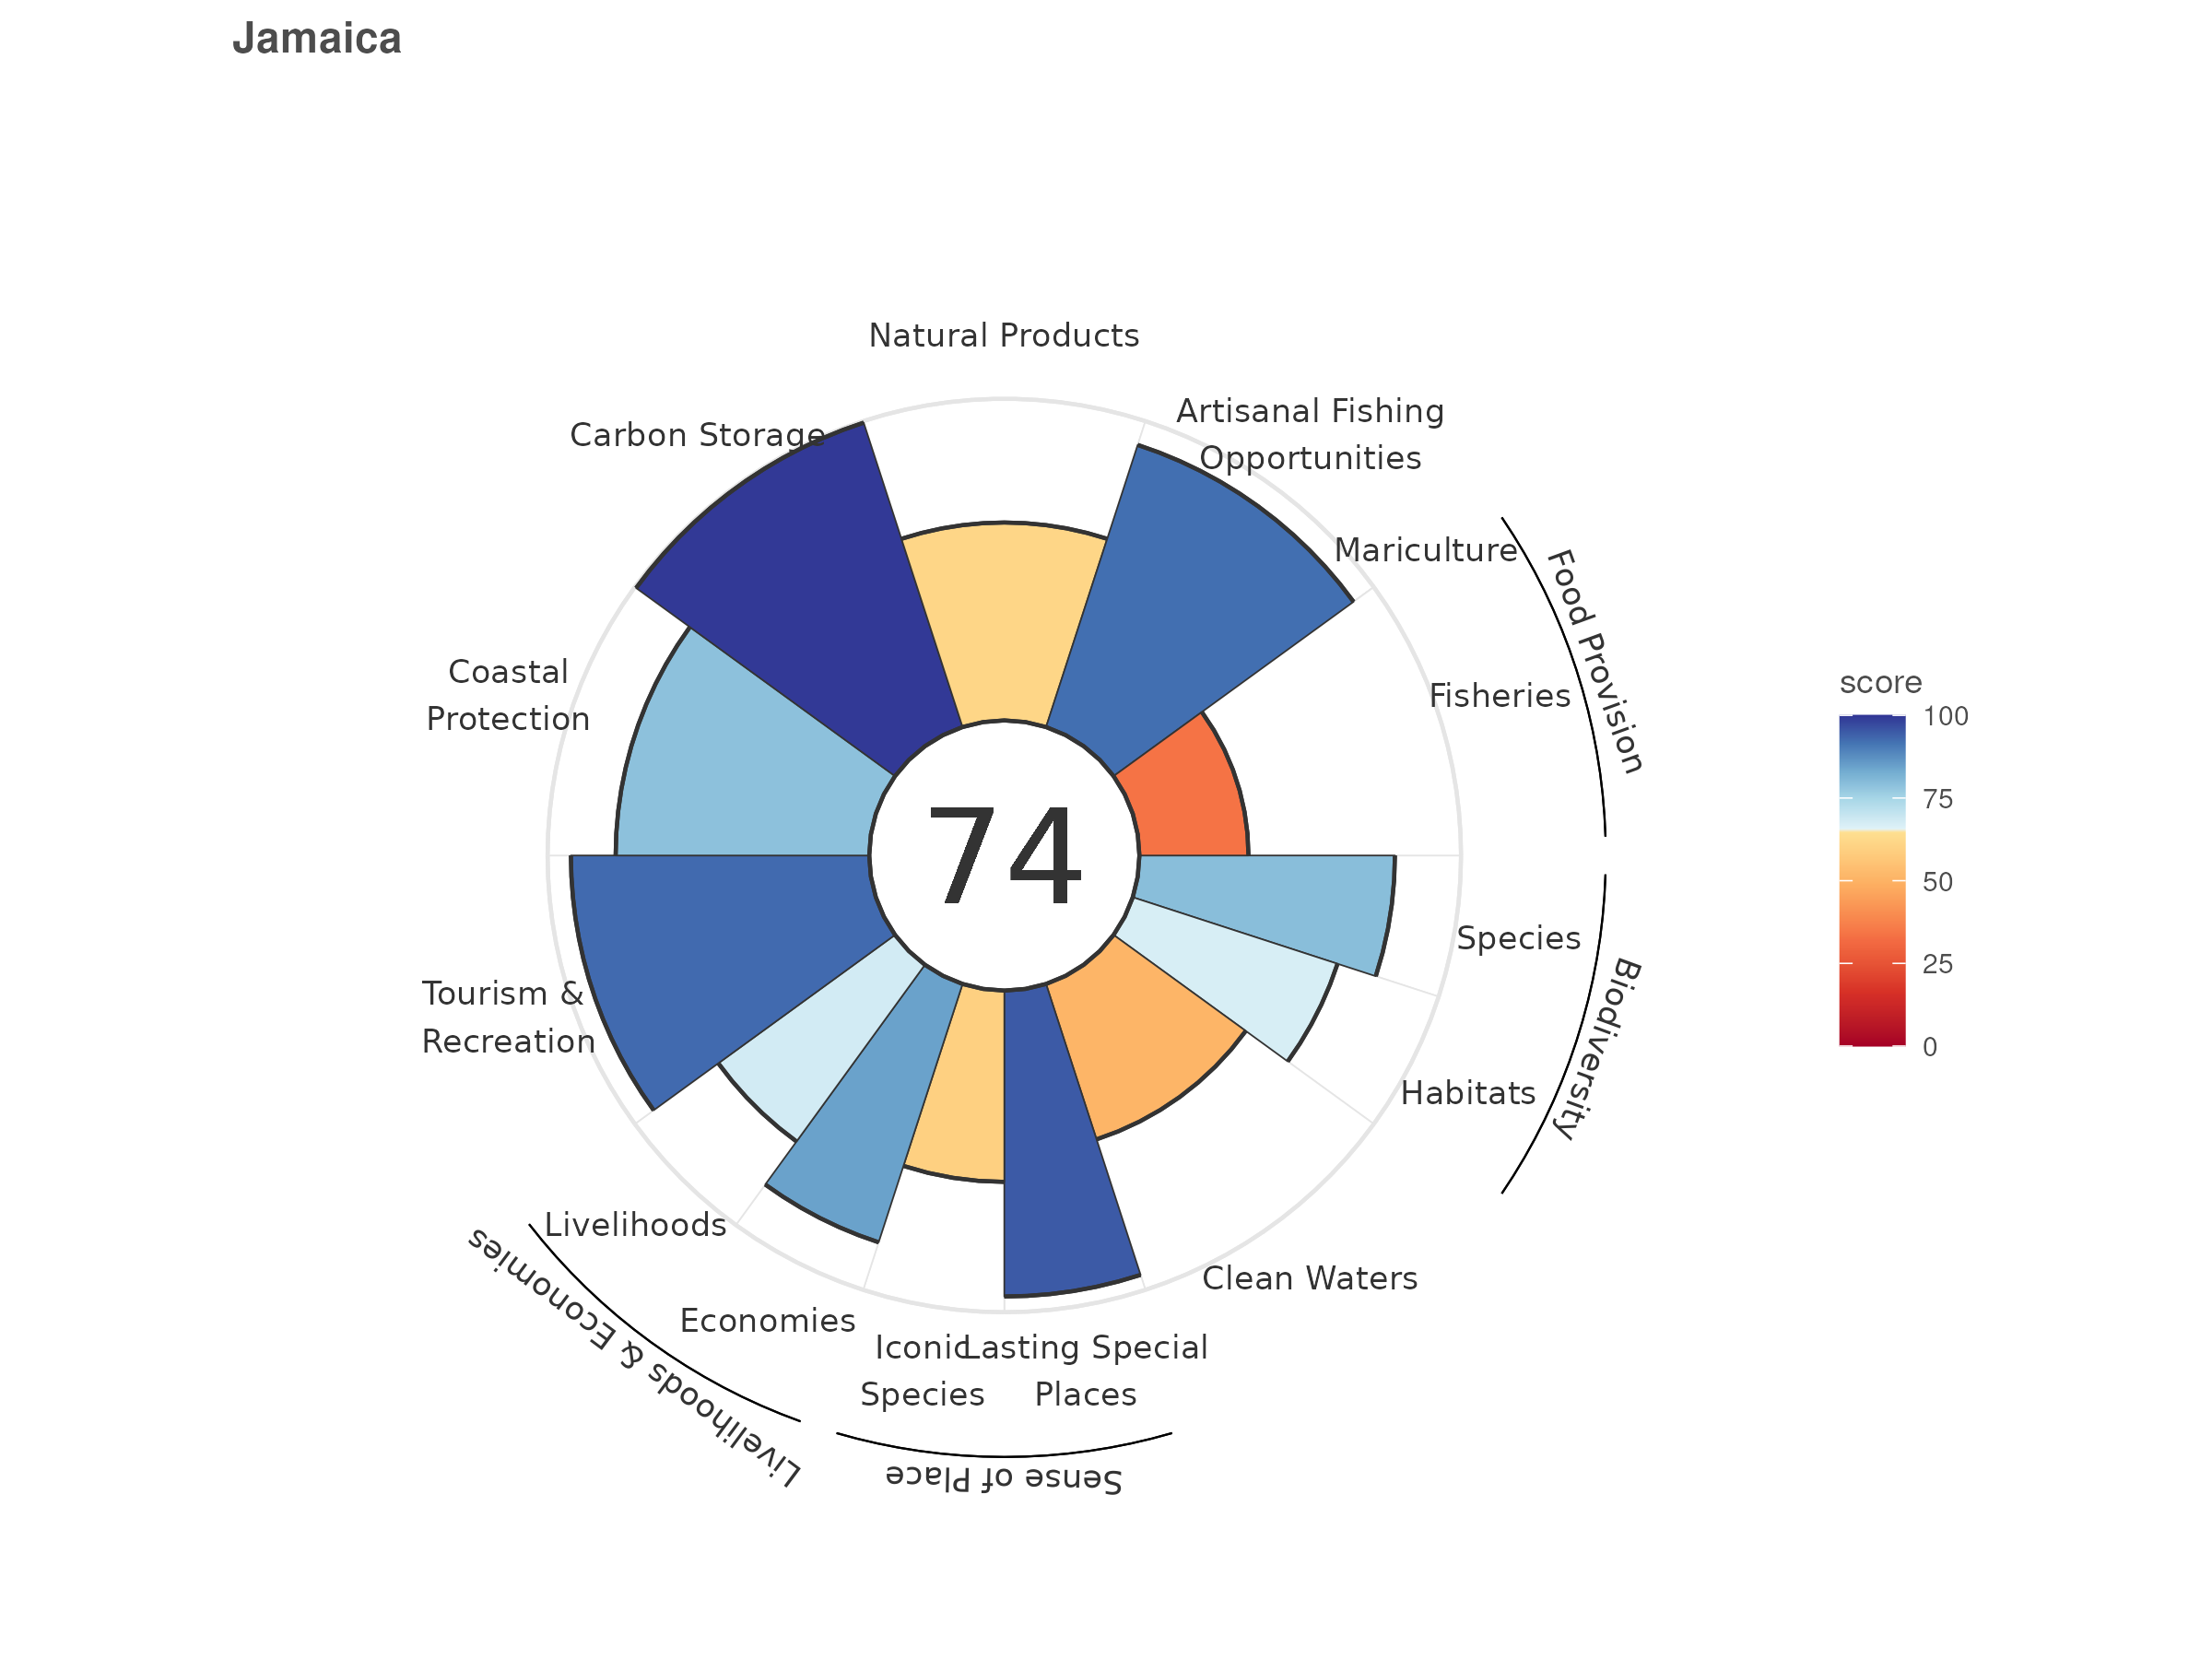 Jamaica
Natural Products
Artisanal Fishing
Opportunities
Carbon Storage
Mariculture
Food Provision
Fisheries
Coastal
Protection
74
score
100
75
50
25
0
Species
Biodiversity
Habitats
Tourism &
Recreation
Livelihoods
Livelihoods & Economies
Clean Waters
Economies
Iconic
Species
Lasting Special
Places
Sense of Place